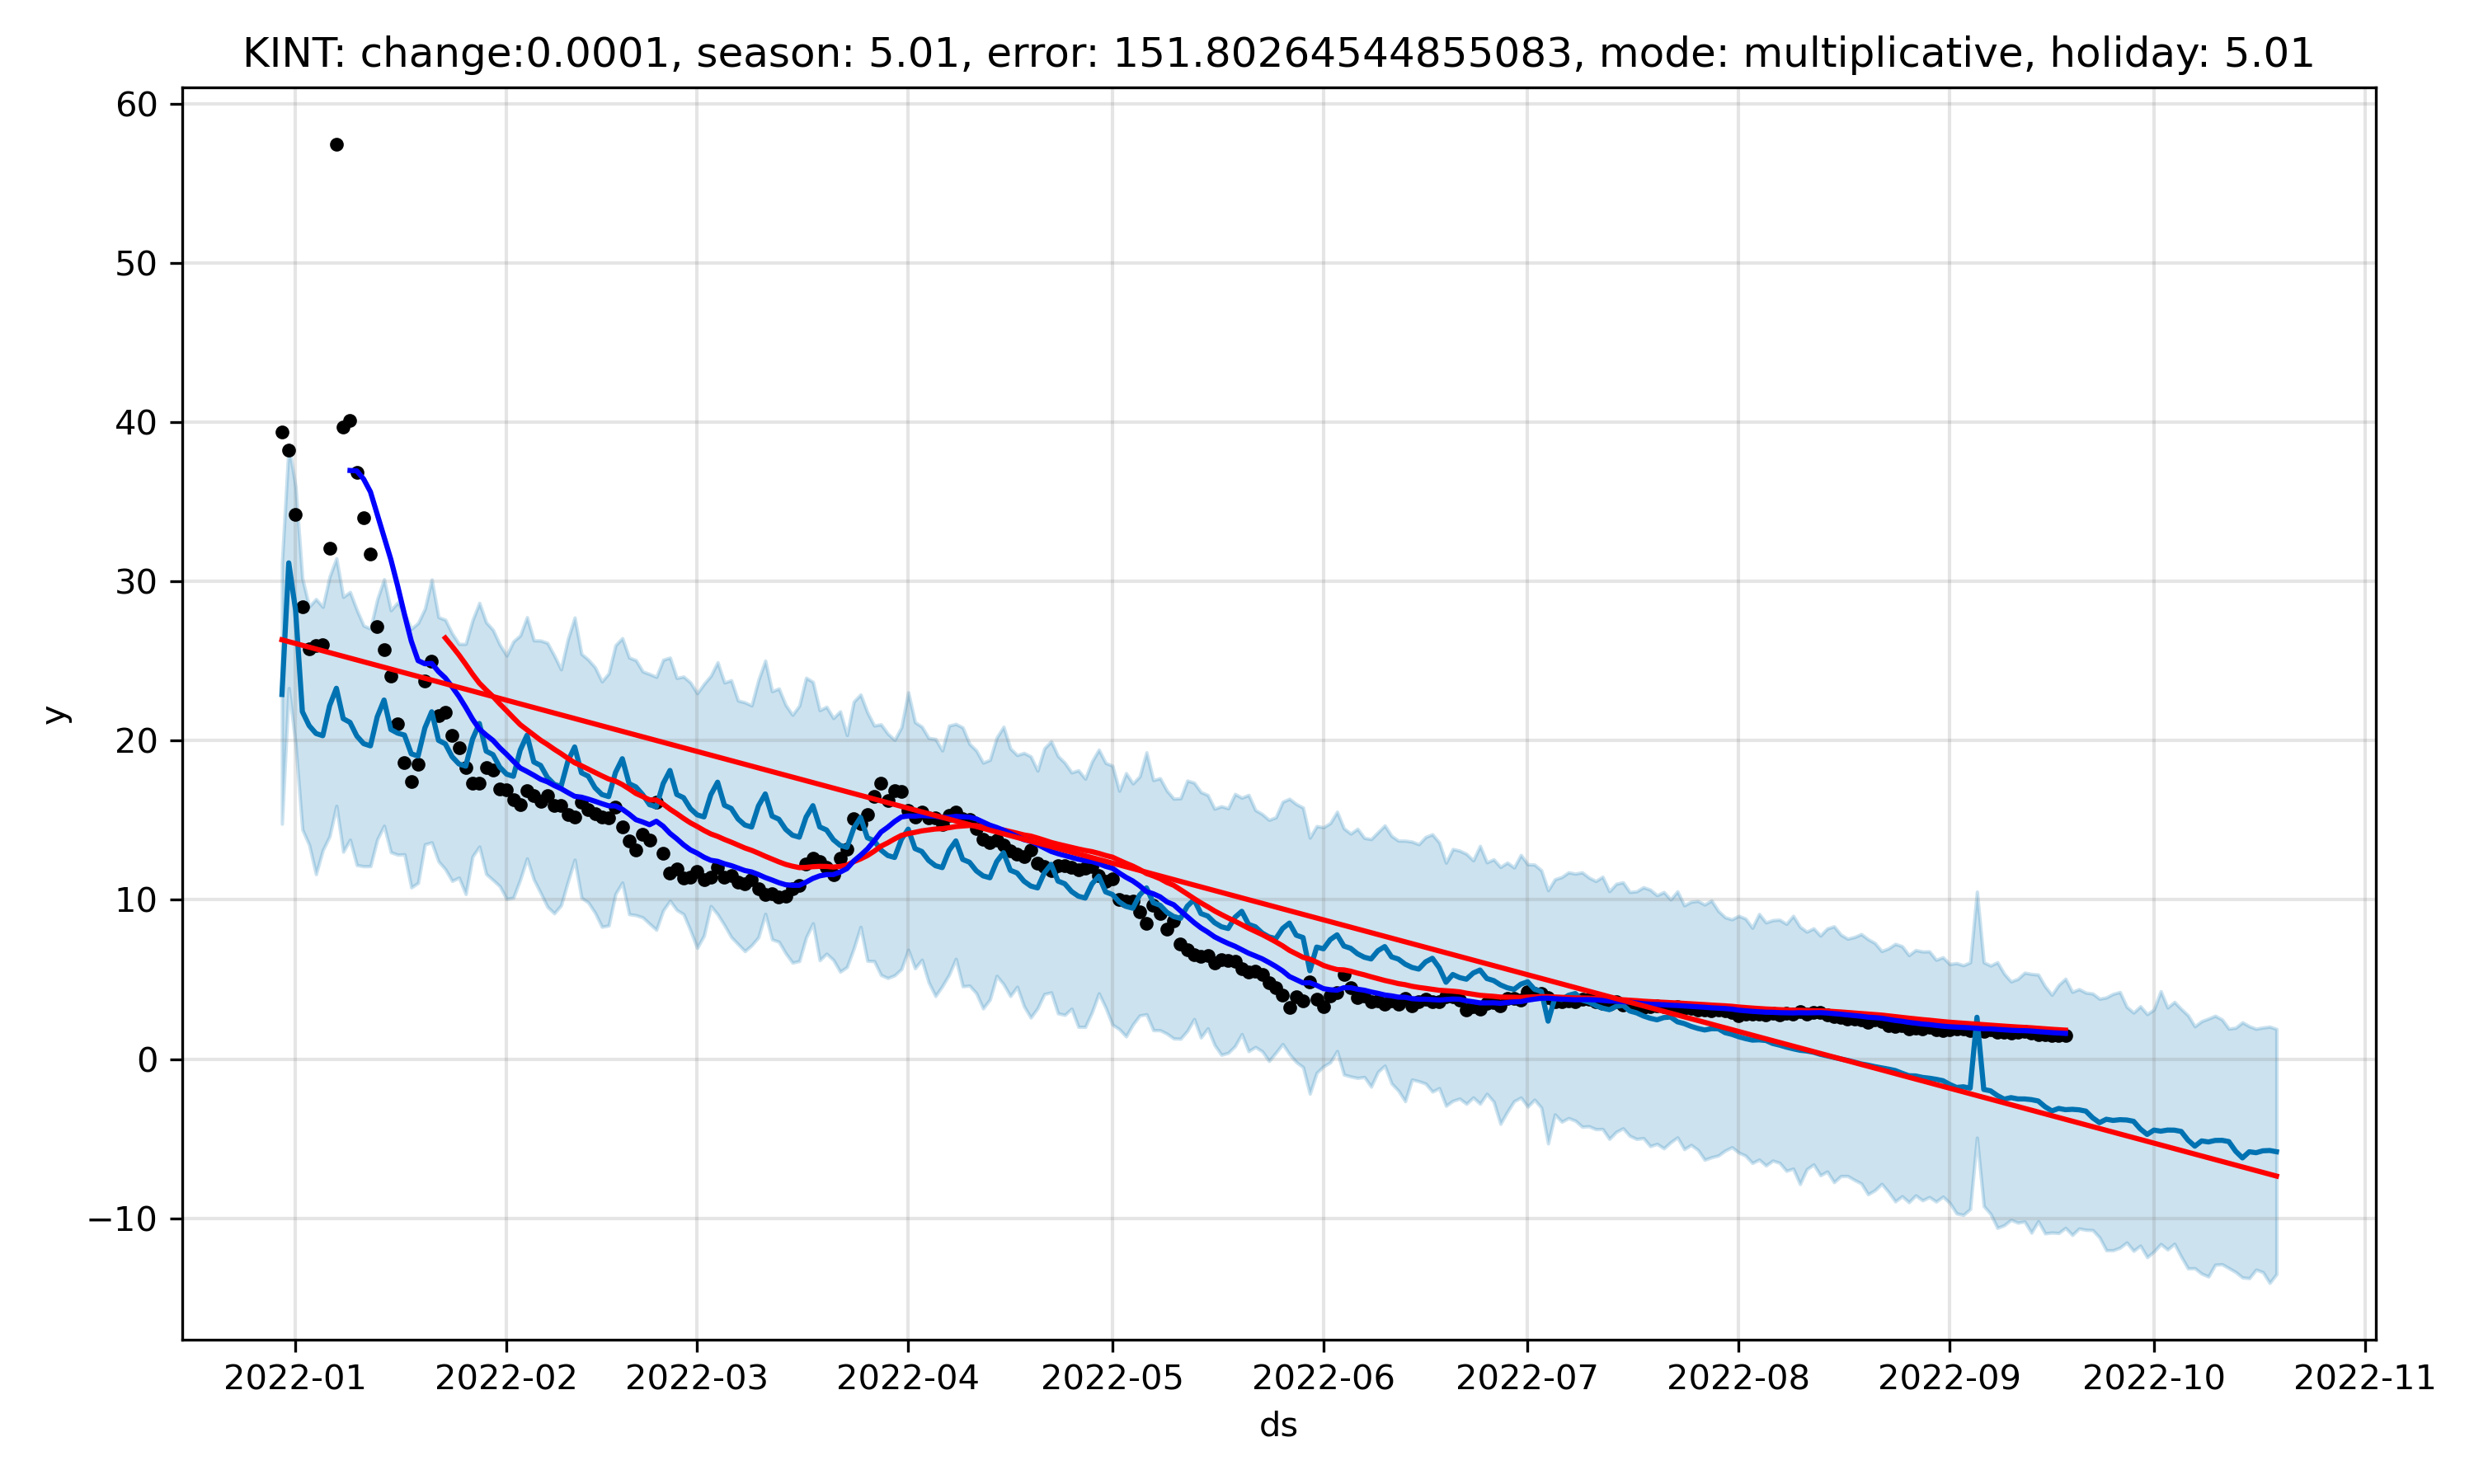 KINT: change:0.0001, season: 5.01, error: 151.80264544855083, mode: multiplicative, holiday: 5.01
60
50
40
30
20
10
0
−10
y
2022-01 2022-02 2022-03 2022-04 2022-05 2022-06 2022-07 2022-08 2022-09 2022-10 2022-11
ds